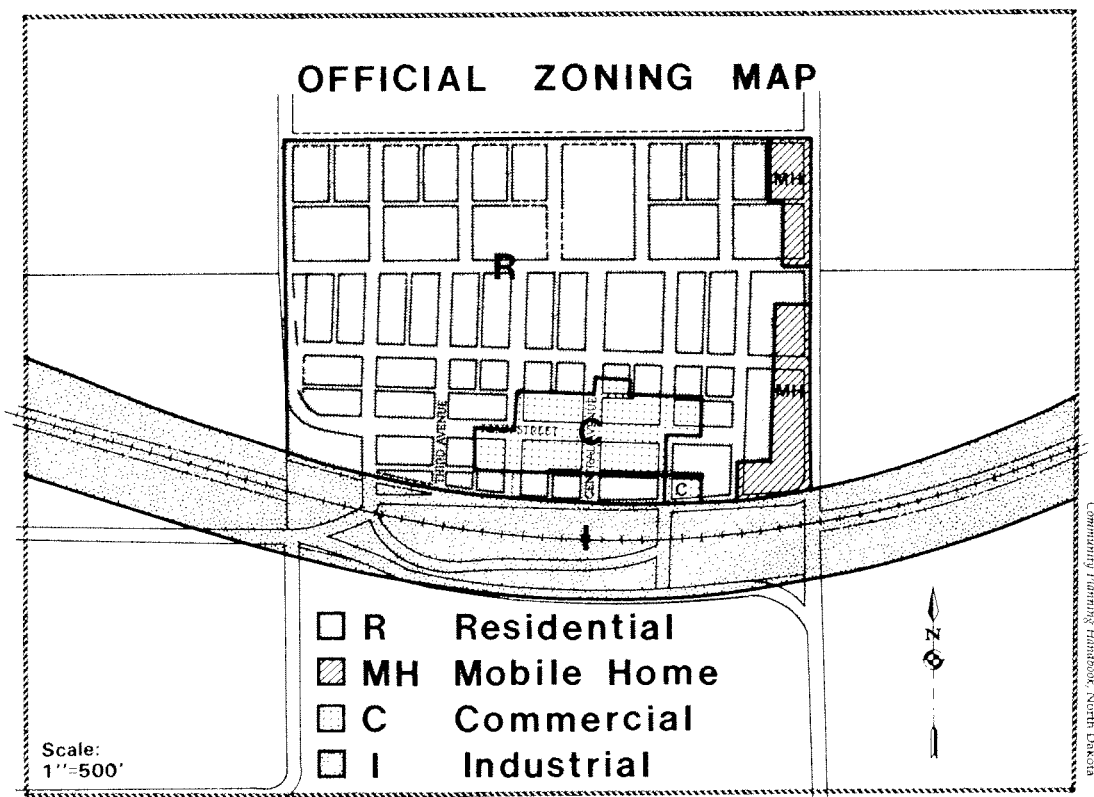 OFFICIAL ZONING MAP
MH
R
MH
THIRD AVENUE
STREET
C
CENTRAL AVENUE
C
I
R Residential
MH Mobile Home
C Commercial
I Industrial
N
Scale:
1''=500'
Community Planning Handbook, North Dakota